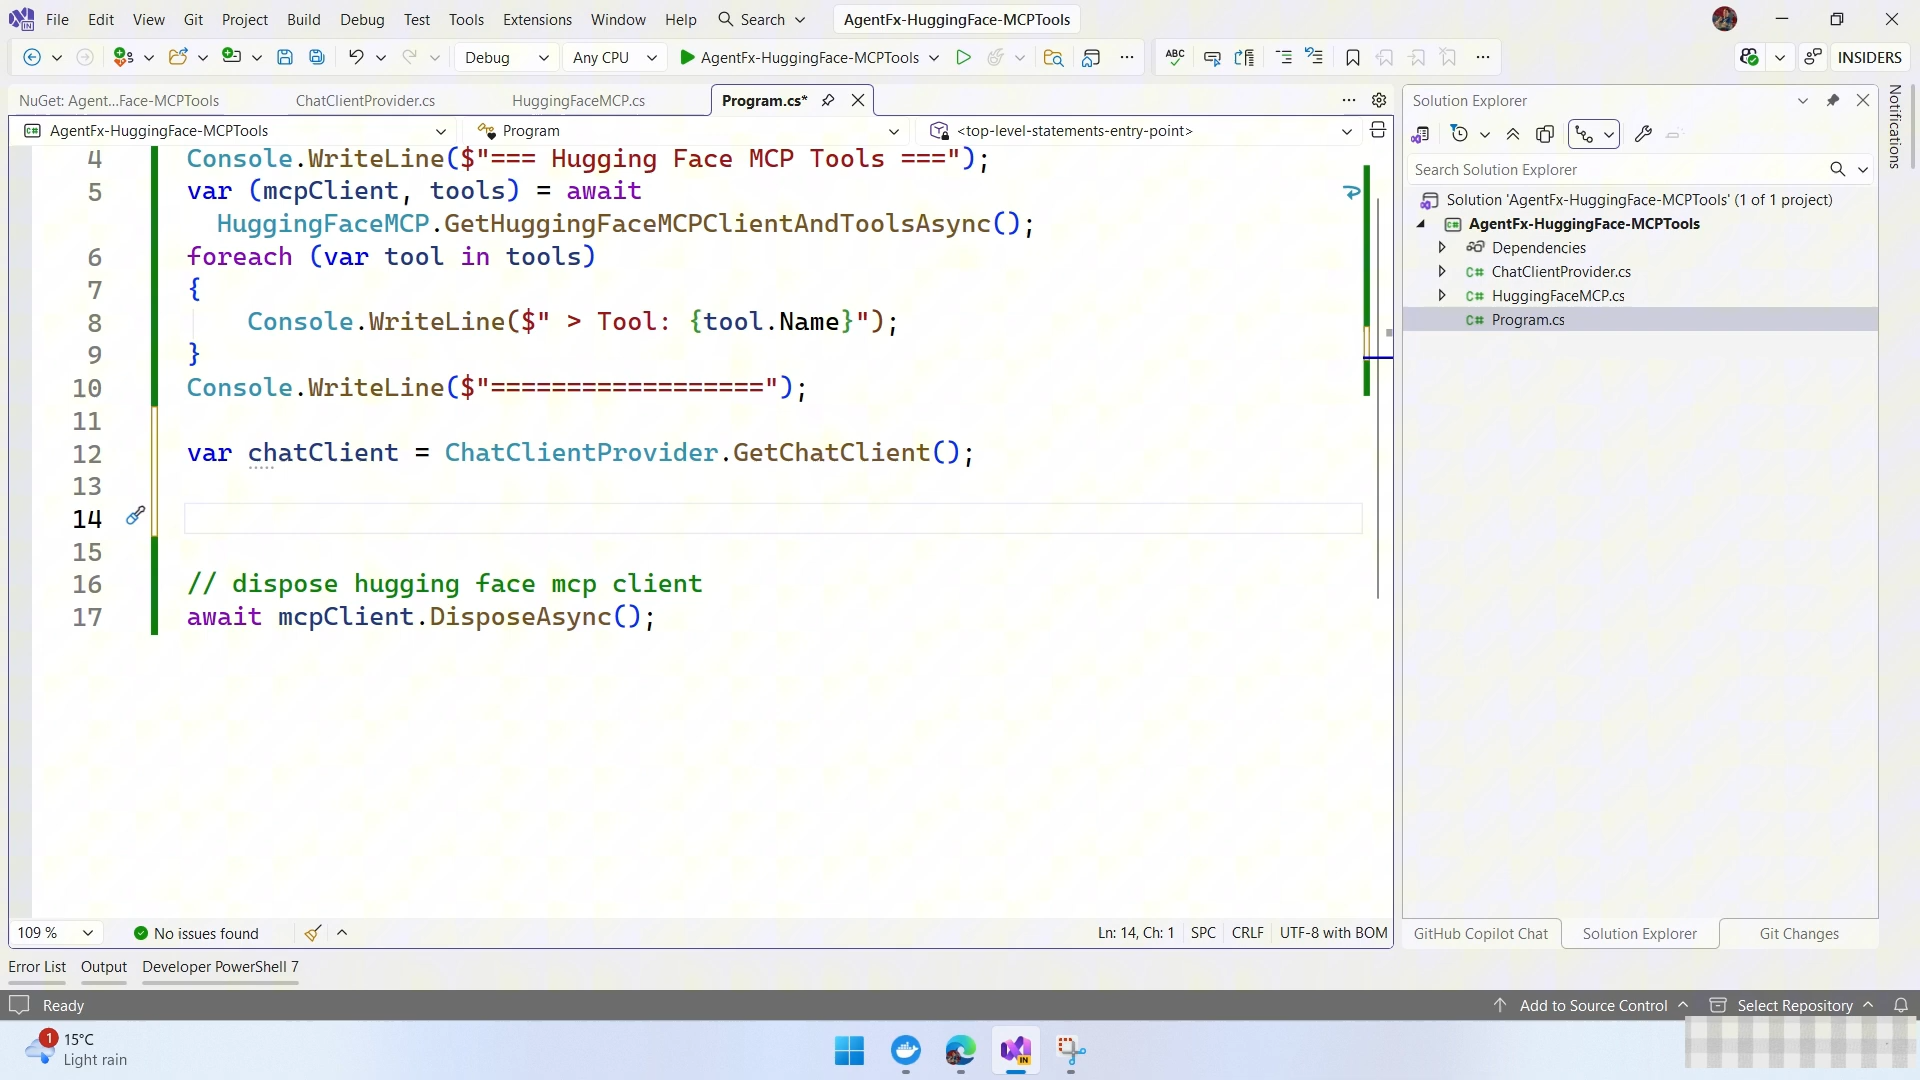 File Edit View Git Project Build Debug Test Tools Extensions Window Help Search AgentFx-HuggingFace-MCPTools
Debug Any CPU AgentFx-HuggingFace-MCPTools INSIDERS
NuGet: Agent...Face-MCPTools ChatClientProvider.cs HuggingFaceMCP.cs Program.cs*
AgentFx-HuggingFace-MCPTools Program <top-level-statements-entry-point>
4 Console.WriteLine($"=== Hugging Face MCP Tools ===");
5 var (mcpClient, tools) = await
HuggingFaceMCP.GetHuggingFaceMCPClientAndToolsAsync();
6 foreach (var tool in tools)
7 {
8 Console.WriteLine($" > Tool: {tool.Name}");
9 }
10 Console.WriteLine($"==================");
11
12 var chatClient = ChatClientProvider.GetChatClient();
13
14
15
16 // dispose hugging face mcp client
17 await mcpClient.DisposeAsync();
109 % No issues found Ln: 14, Ch: 1 SPC CRLF UTF-8 with BOM
Solution Explorer
Search Solution Explorer
Solution 'AgentFx-HuggingFace-MCPTools' (1 of 1 project)
AgentFx-HuggingFace-MCPTools
Dependencies
C# ChatClientProvider.cs
C# HuggingFaceMCP.cs
C# Program.cs
GitHub Copilot Chat Solution Explorer Git Changes
Notifications
Error List Output Developer PowerShell 7
Ready Add to Source Control Select Repository
1 15°C
Light rain